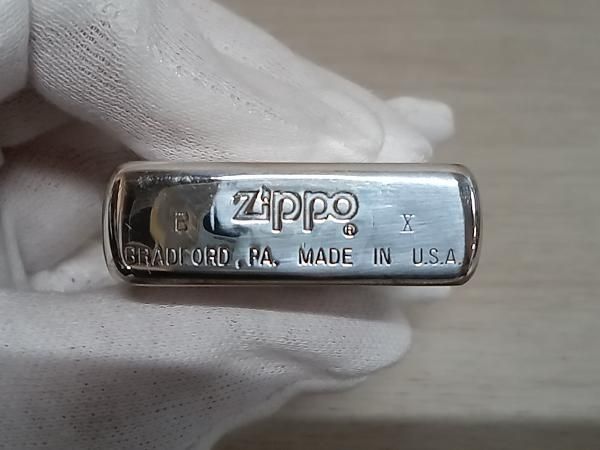 B zippo® X
BRADFORD, PA. MADE IN U.S.A.